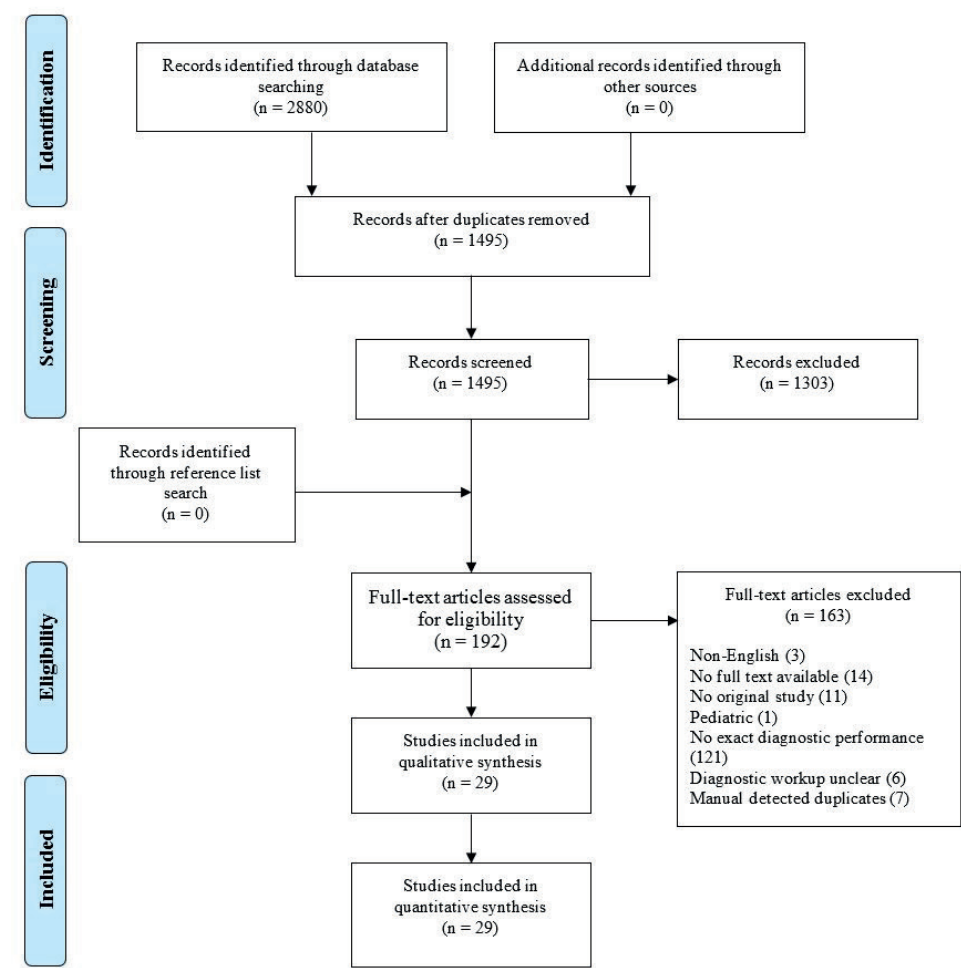 Identification
Records identified through database
searching
(n = 2880)
Additional records identified through
other sources
(n = 0)
Records after duplicates removed
(n = 1495)
Screening
Records screened
(n = 1495)
Records excluded
(n = 1303)
Records identified
through reference list
search
(n = 0)
Eligibility
Full-text articles assessed
for eligibility
(n = 192)
Full-text articles excluded
(n = 163)
Non-English (3)
No full text available (14)
No original study (11)
Pediatric (1)
No exact diagnostic performance
(121)
Diagnostic workup unclear (6)
Manual detected duplicates (7)
Studies included in
qualitative synthesis
(n = 29)
Included
Studies included in
quantitative synthesis
(n = 29)